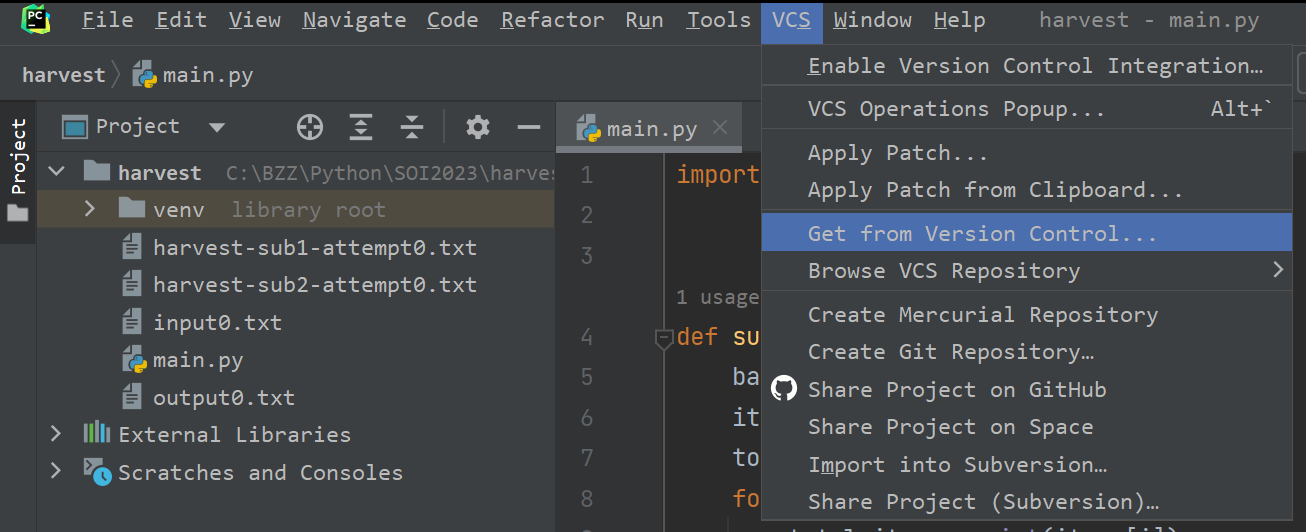 PC File Edit View Navigate Code Refactor Run Tools VCS Window Help harvest - main.py
harvest main.py
Project
Project
harvest C:\BZZ\Python\SOI2023\harve
venv library root
harvest-sub1-attempt0.txt
harvest-sub2-attempt0.txt
input0.txt
main.py
output0.txt
External Libraries
Scratches and Consoles
main.py
1 import
2
3
1 usage
4 def su
5 ba
6 it
7 to
8 fo
Enable Version Control Integration…
VCS Operations Popup... Alt+`
Apply Patch...
Apply Patch from Clipboard...
Get from Version Control...
Browse VCS Repository
Create Mercurial Repository
Create Git Repository…
Share Project on GitHub
Share Project on Space
Import into Subversion…
Share Project (Subversion)…